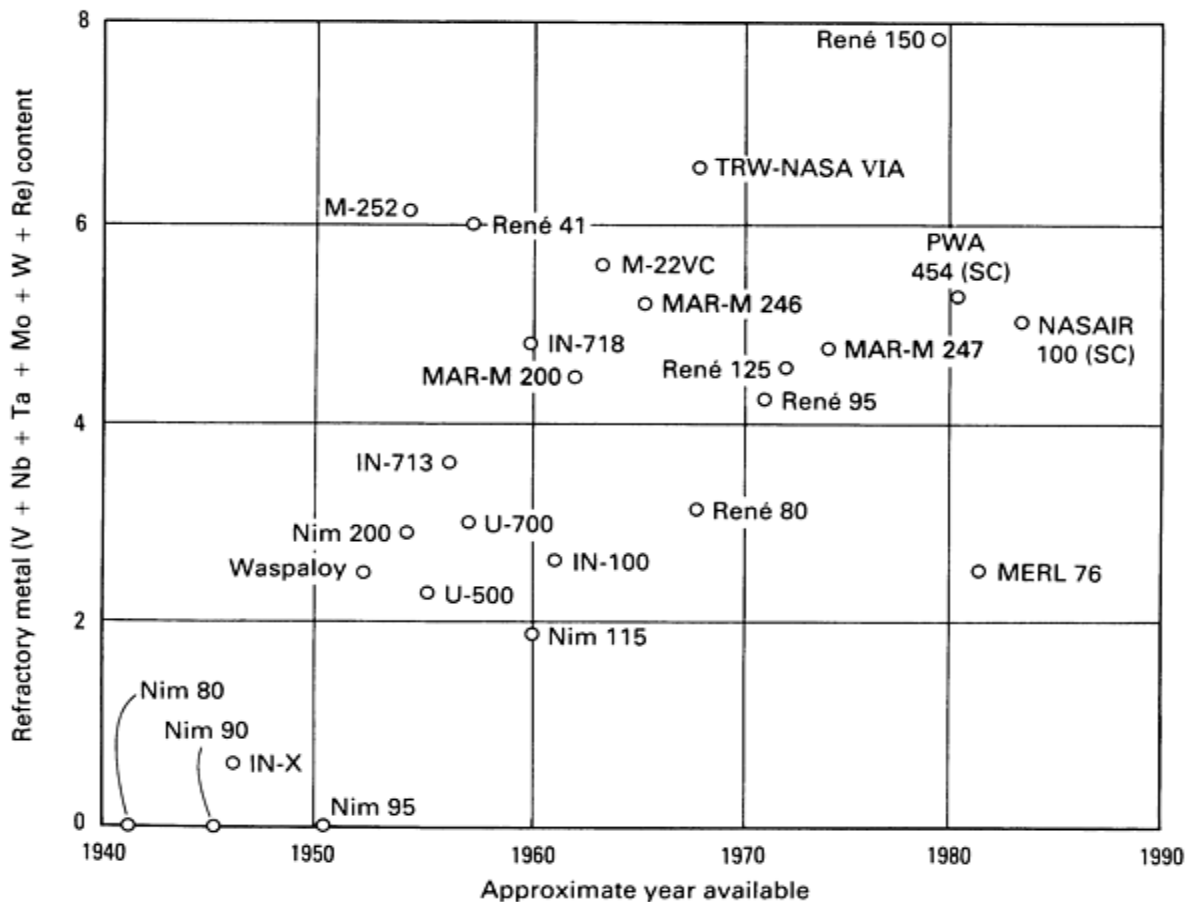 8
René 150
TRW-NASA VIA
M-252
6
René 41
PWA
454 (SC)
M-22VC
MAR-M 246
NASAIR
100 (SC)
IN-718
MAR-M 247
René 125
MAR-M 200
René 95
4
IN-713
René 80
U-700
Nim 200
IN-100
Waspaloy
MERL 76
U-500
2
Nim 115
Nim 80
Nim 90
IN-X
Nim 95
0
1940 1950 1960 1970 1980 1990
Approximate year available
Refractory metal (V + Nb + Ta + Mo + W + Re) content